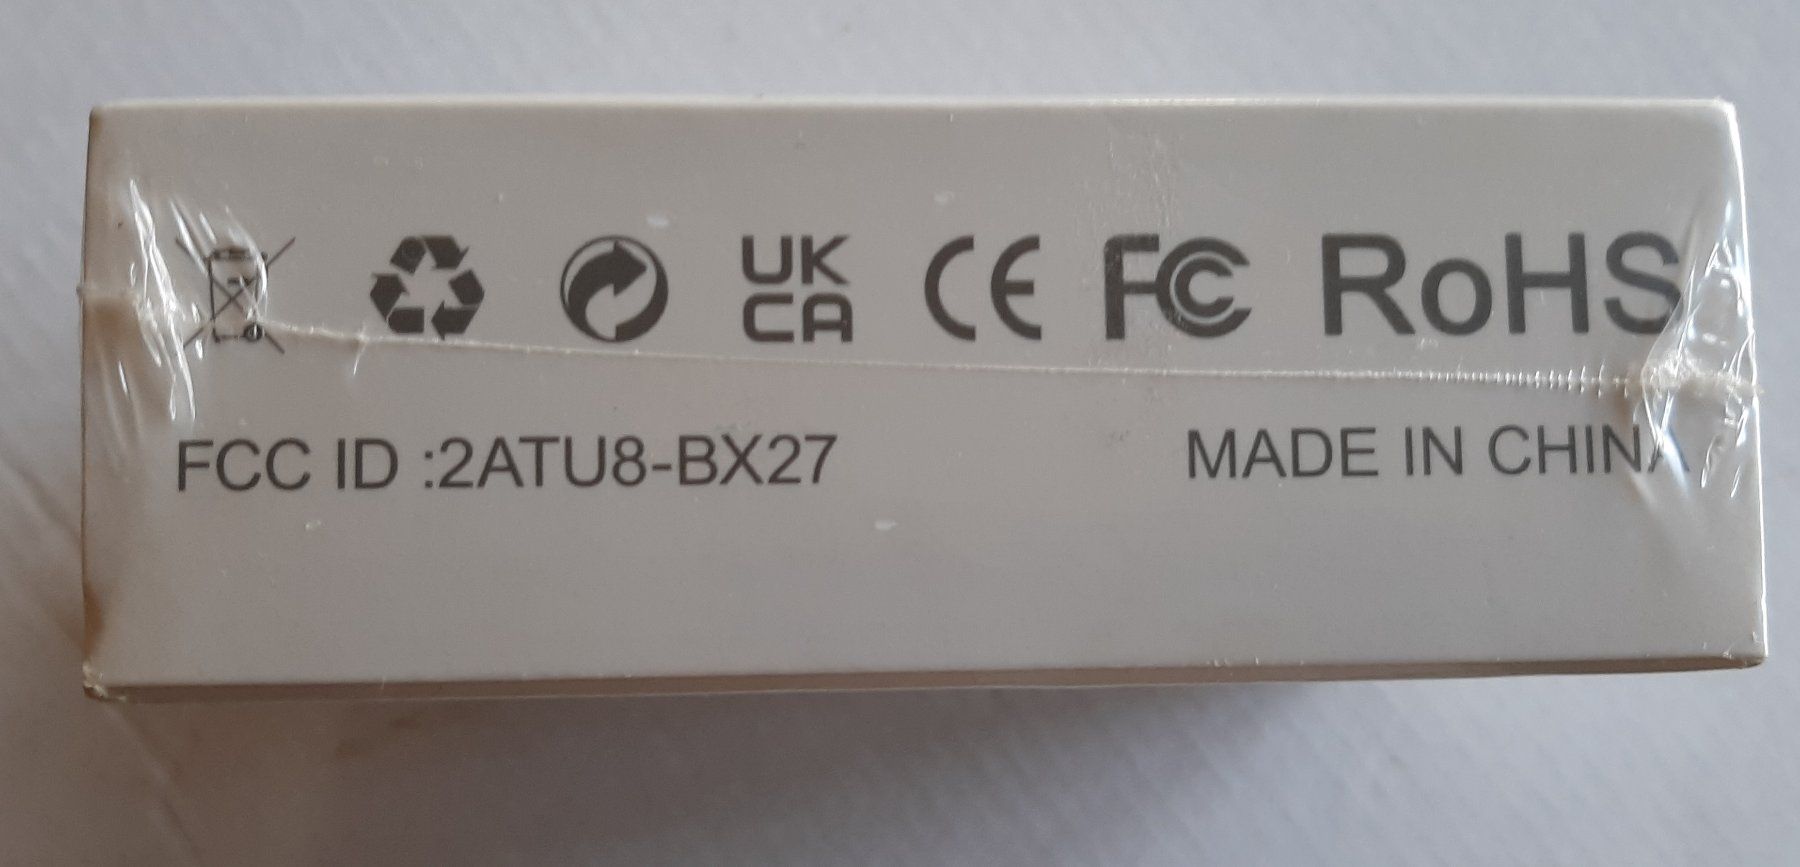 UK
CA
CE FC RoHS
FCC ID :2ATU8-BX27
MADE IN CHINA